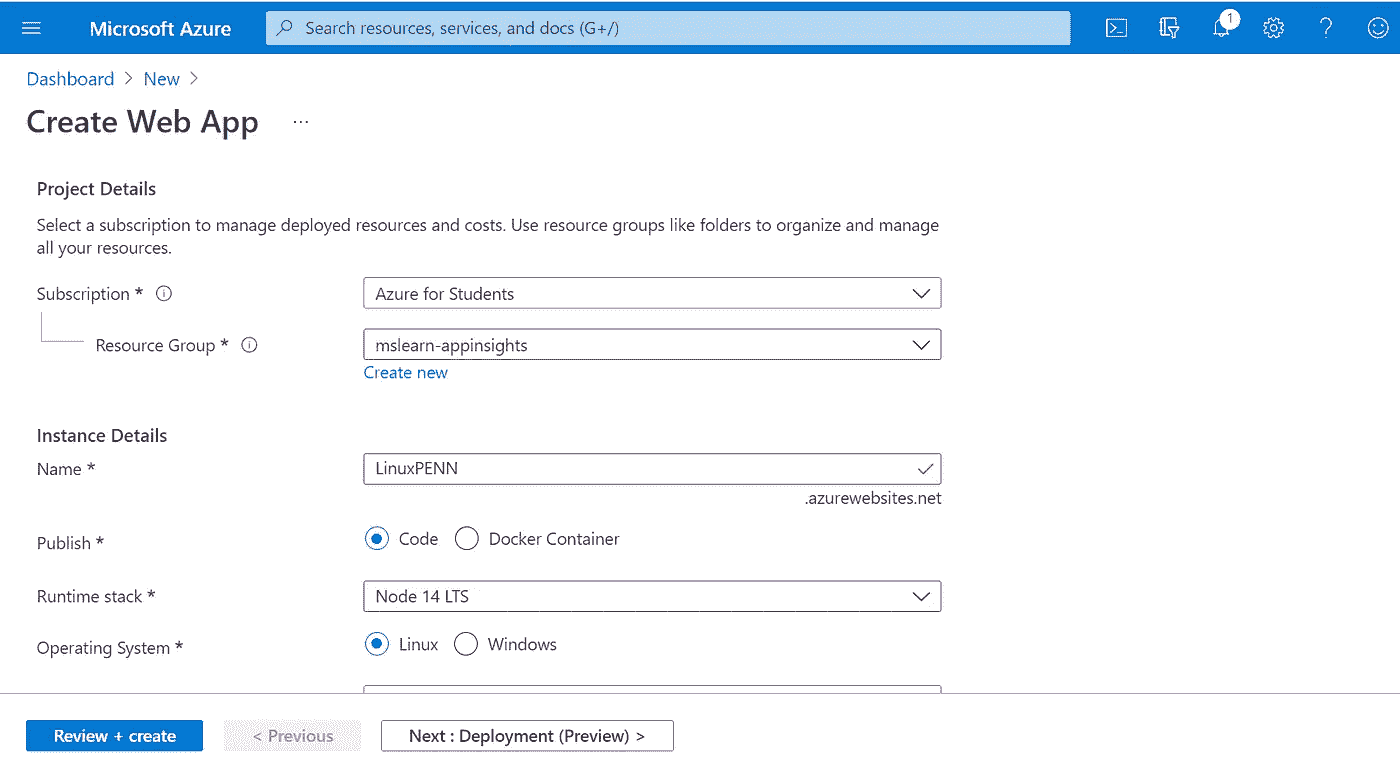 Microsoft Azure
Search resources, services, and docs (G+/)
1
Dashboard > New >
Create Web App ...
Project Details
Select a subscription to manage deployed resources and costs. Use resource groups like folders to organize and manage
all your resources.
Subscription * Azure for Students
Resource Group * mslearn-appinsights
Create new
Instance Details
Name * LinuxPENN
.azurewebsites.net
Publish * Code Docker Container
Runtime stack * Node 14 LTS
Operating System * Linux Windows
Review + create < Previous Next : Deployment (Preview) >